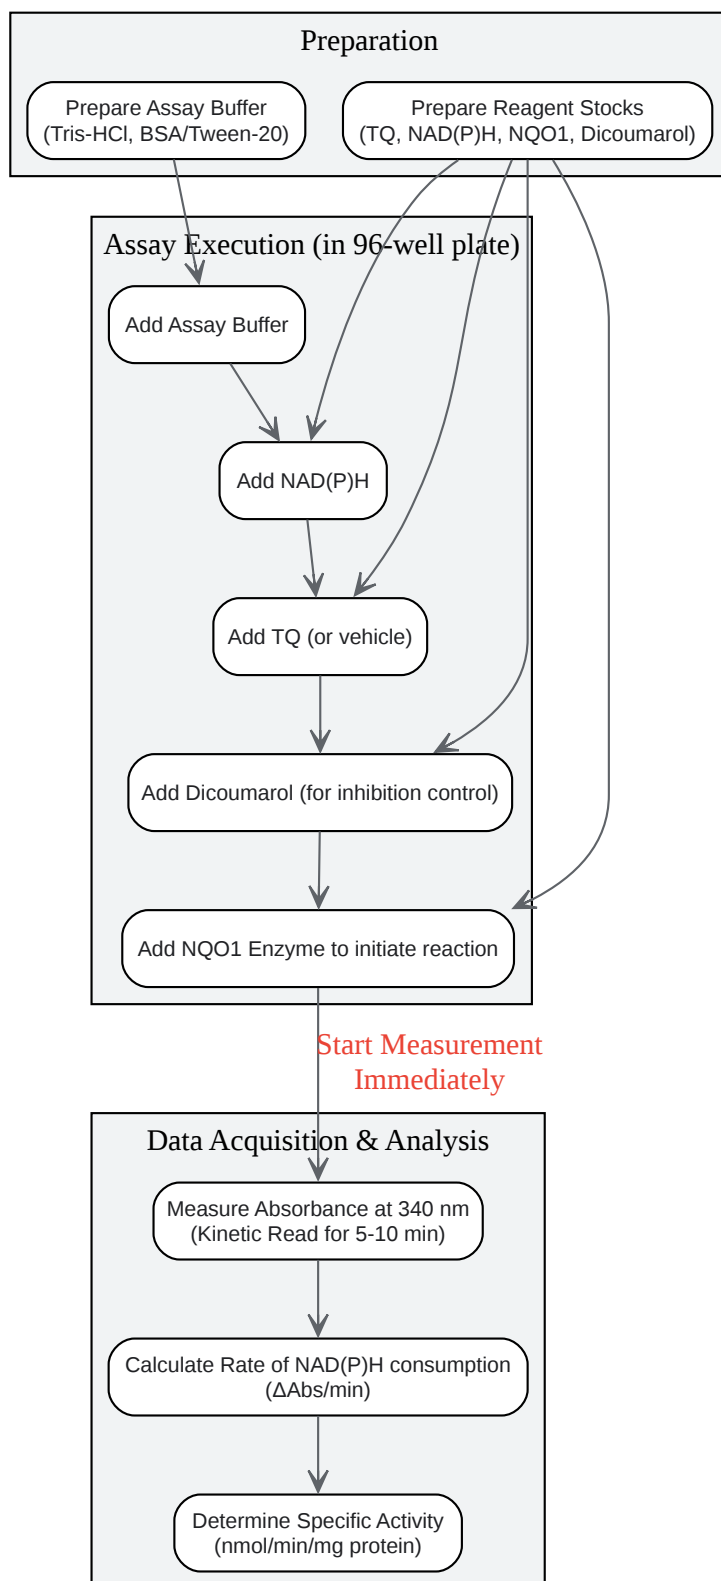 Preparation
Prepare Assay Buffer
(Tris-HCl, BSA/Tween-20)
Prepare Reagent Stocks
(TQ, NAD(P)H, NQO1, Dicoumarol)
Assay Execution (in 96-well plate)
Add Assay Buffer
Add NAD(P)H
Add TQ (or vehicle)
Add Dicoumarol (for inhibition control)
Add NQO1 Enzyme to initiate reaction
Start Measurement
Immediately
Data Acquisition & Analysis
Measure Absorbance at 340 nm
(Kinetic Read for 5-10 min)
Calculate Rate of NAD(P)H consumption
(ΔAbs/min)
Determine Specific Activity
(nmol/min/mg protein)